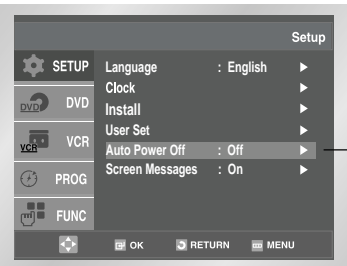 Setup
SETUP
DVD
DVD
VCR
VCR
PROG
FUNC
Language : English
Clock
Install
User Set
Auto Power Off : Off
Screen Messages : On
OK RETURN MENU